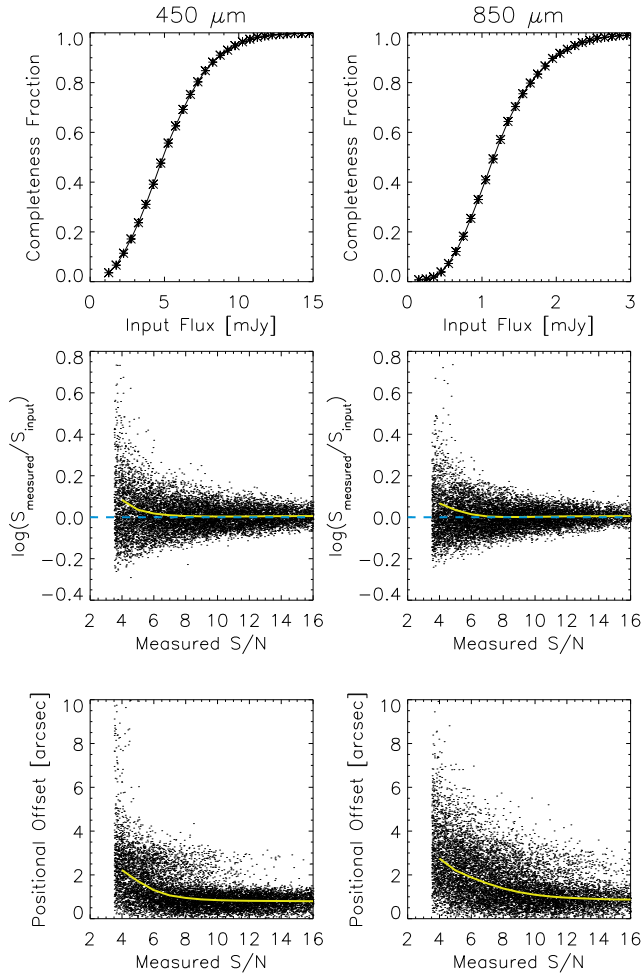 450 μm
850 μm
Completeness Fraction
1.0
0.8
0.6
0.4
0.2
0.0
0 5 10 15
Input Flux [mJy]
Completeness Fraction
1.0
0.8
0.6
0.4
0.2
0.0
0 1 2 3
Input Flux [mJy]
log(S_measured/S_input)
0.8
0.6
0.4
0.2
0.0
−0.2
−0.4
2 4 6 8 10 12 14 16
Measured S/N
log(S_measured/S_input)
0.8
0.6
0.4
0.2
0.0
−0.2
−0.4
2 4 6 8 10 12 14 16
Measured S/N
Positional Offset [arcsec]
10
8
6
4
2
0
2 4 6 8 10 12 14 16
Measured S/N
Positional Offset [arcsec]
10
8
6
4
2
0
2 4 6 8 10 12 14 16
Measured S/N